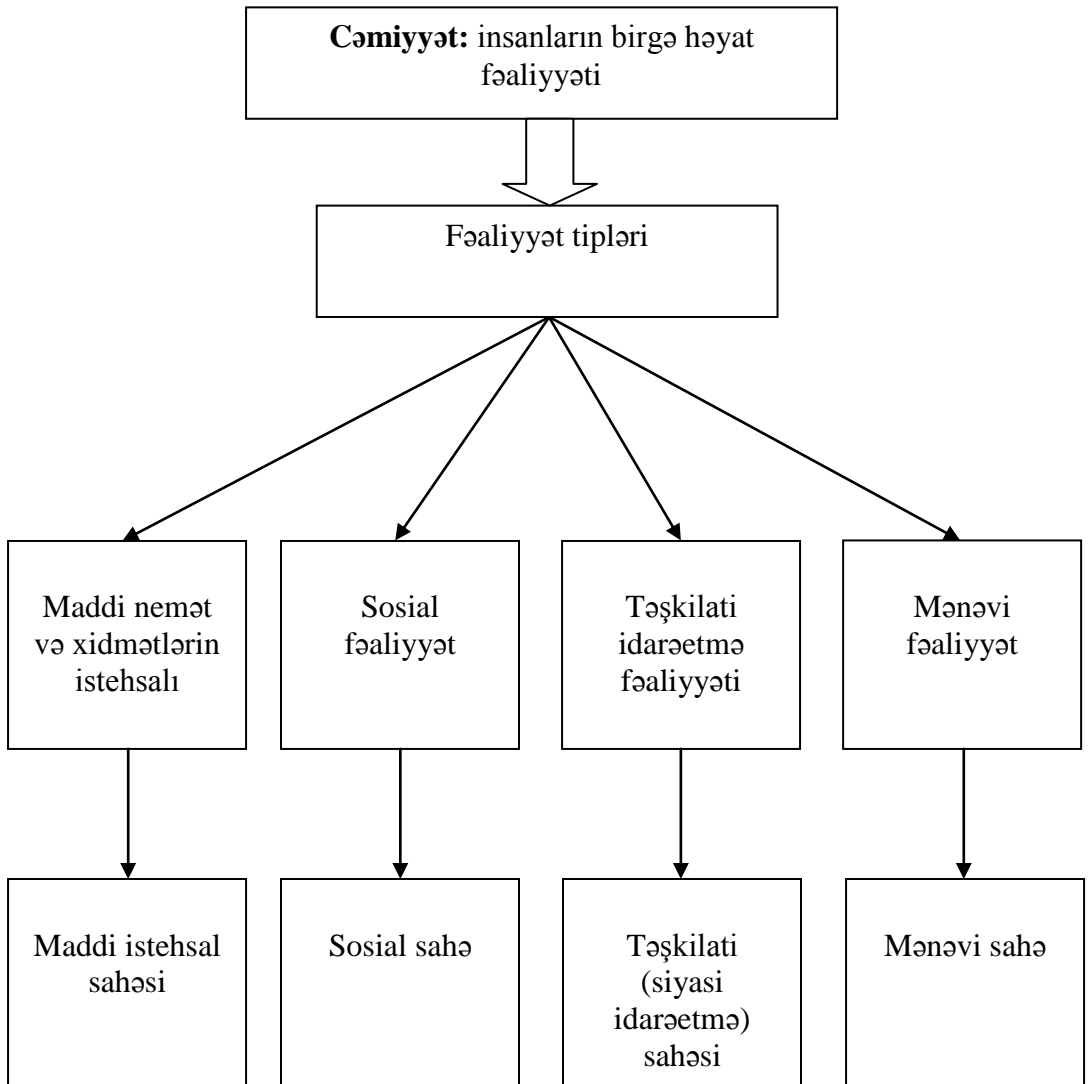 Cəmiyyət: insanların birgə həyat
fəaliyyəti
Fəaliyyət tipləri
Maddi nemət
və xidmətlərin
istehsalı
Sosial
fəaliyyət
Təşkilati
idarəetmə
fəaliyyəti
Mənəvi
fəaliyyət
Maddi istehsal
sahəsi
Sosial sahə
Təşkilati
(siyasi
idarəetmə)
sahəsi
Mənəvi sahə